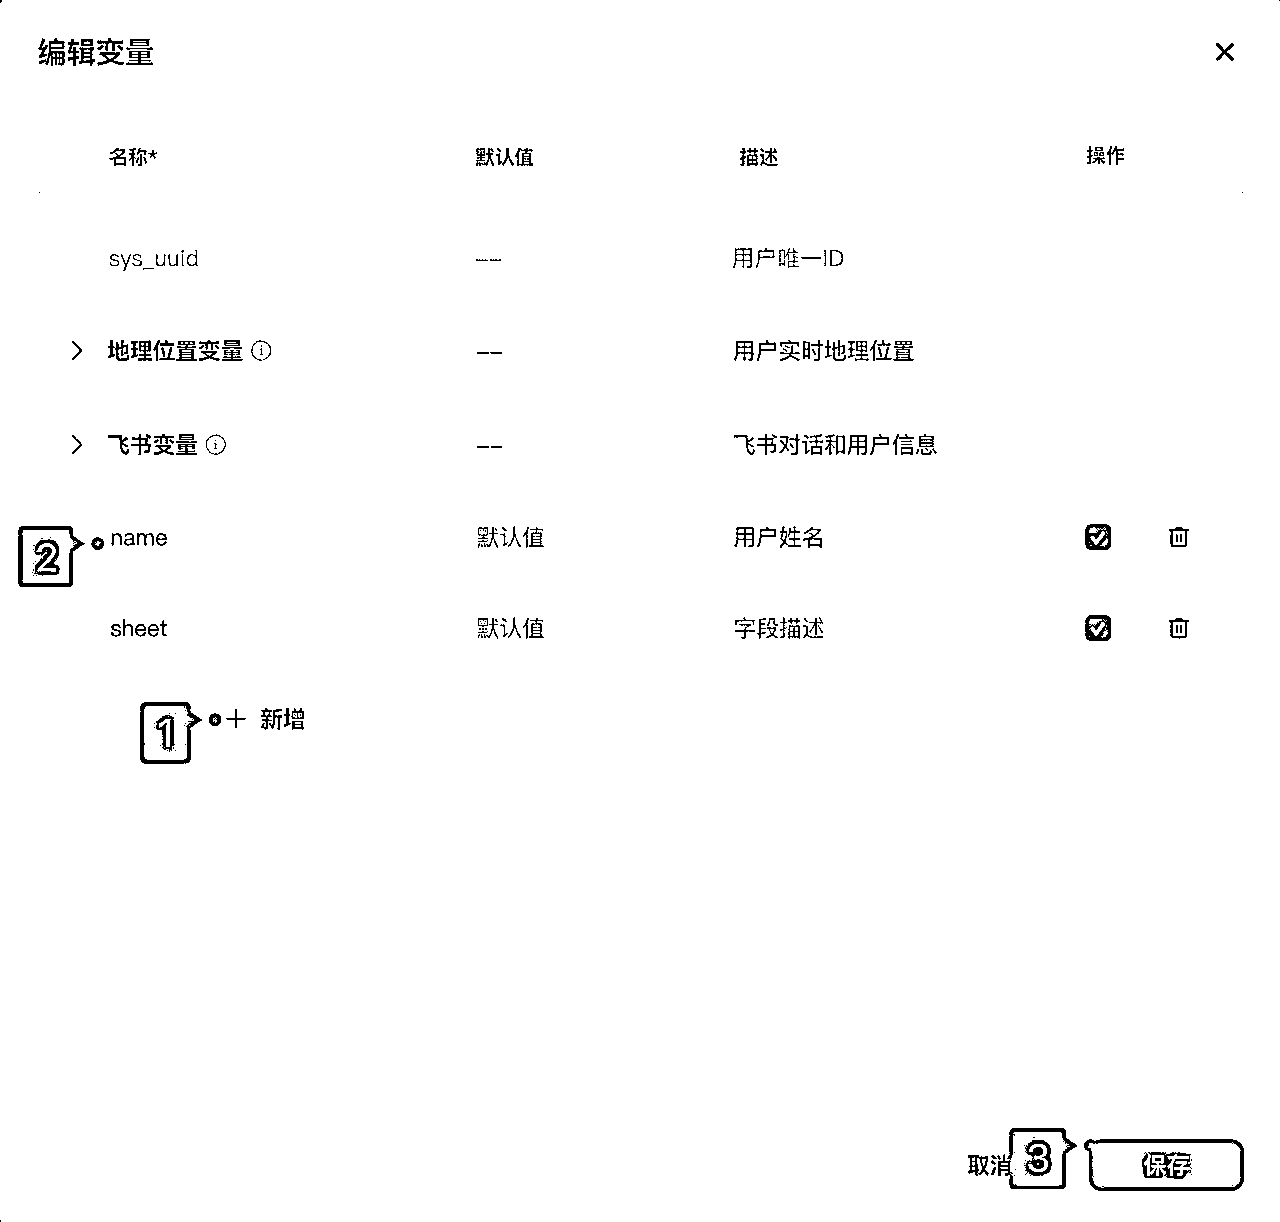 编辑变量
名称* 默认值 描述 操作
sys_uuid -- 用户唯一ID
地理位置变量 -- 用户实时地理位置
飞书变量 -- 飞书对话和用户信息
2 name 默认值 用户姓名
sheet 默认值 字段描述
1 + 新增
取消 3 保存